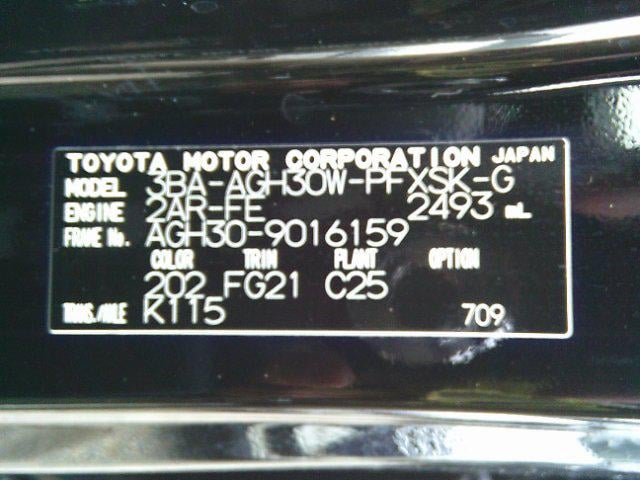 TOYOTA MOTOR CORPORATION JAPAN
MODEL 3BA-AGH30W-PFXSK-G
ENGINE 2AR-FE 2493 mL
FRAME No. AGH30-9016159
COLOR TRIM PLANT OPTION
202 FG21 C25
TRANS./AXLE K115 709